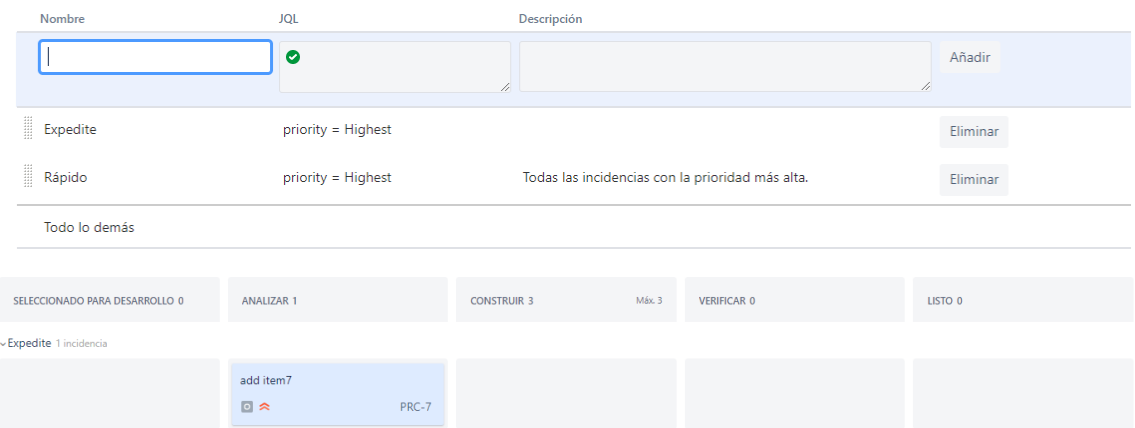 Nombre JQL Descripción
Añadir
Expedite priority = Highest Eliminar
Rápido priority = Highest Todas las incidencias con la prioridad más alta. Eliminar
Todo lo demás
SELECCIONADO PARA DESARROLLO 0 ANALIZAR 1 CONSTRUIR 3 Máx. 3 VERIFICAR 0 LISTO 0
Expedite 1 incidencia
add item7
PRC-7